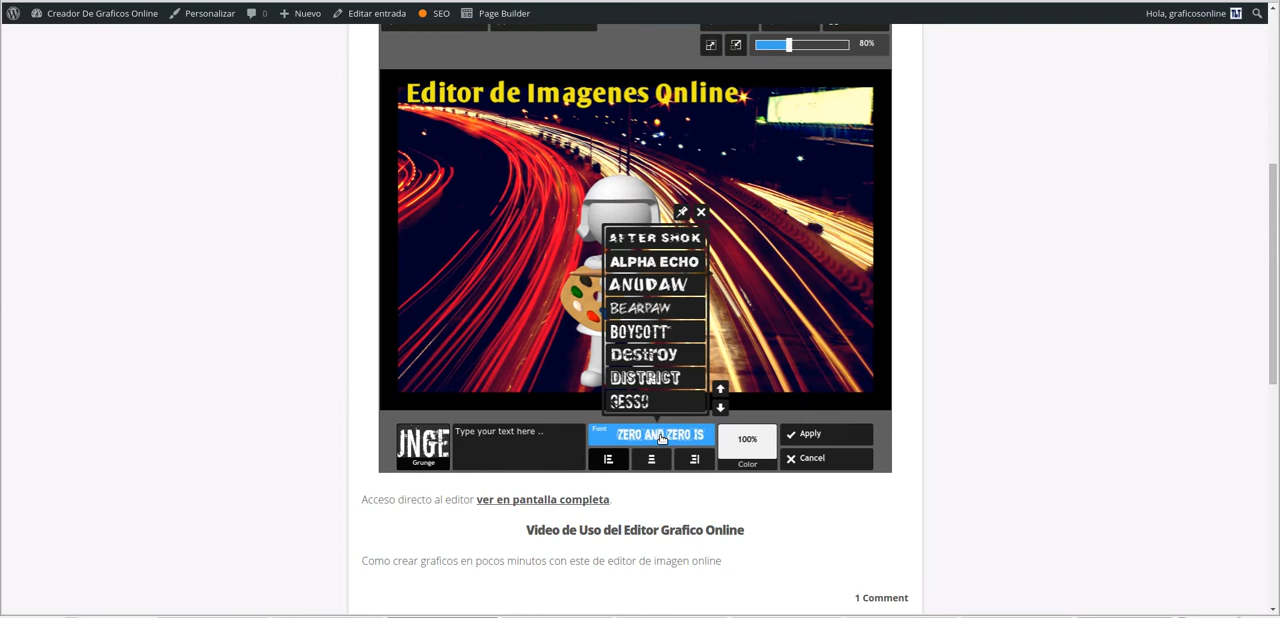 Creador De Graficos Online
Personalizar
0
Nuevo
Editar entrada
SEO
Page Builder
Hola, graficosonline
80%
Editor de Imagenes Online
AFTER SHOK
ALPHA ECHO
ANUDAW
BEARPAW
BOYCOTT
DESTROY
DISTRICT
GESSO
UNGE
Grunge
Type your text here ..
Font
ZERO AND ZERO IS
100%
Color
Apply
Cancel
Acceso directo al editor ver en pantalla completa.
Video de Uso del Editor Grafico Online
Como crear graficos en pocos minutos con este de editor de imagen online
1 Comment